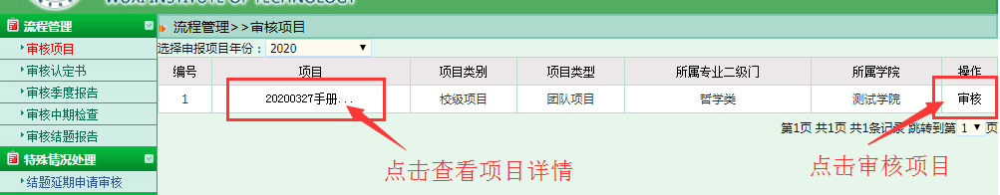 WUXI INSTITUTE OF TECHNOLOGY
流程管理
审核项目
审核认定书
审核季度报告
审核中期检查
审核结题报告
特殊情况处理
结题延期申请审核
流程管理>>审核项目
选择申报项目年份：2020
编号 项目 项目类别 项目类型 所属专业二级门 所属学院 操作
1 20200327手册... 校级项目 团队项目 哲学类 测试学院 审核
第1页 共1页 共1条记录 跳转到第 1 页
点击查看项目详情
点击审核项目